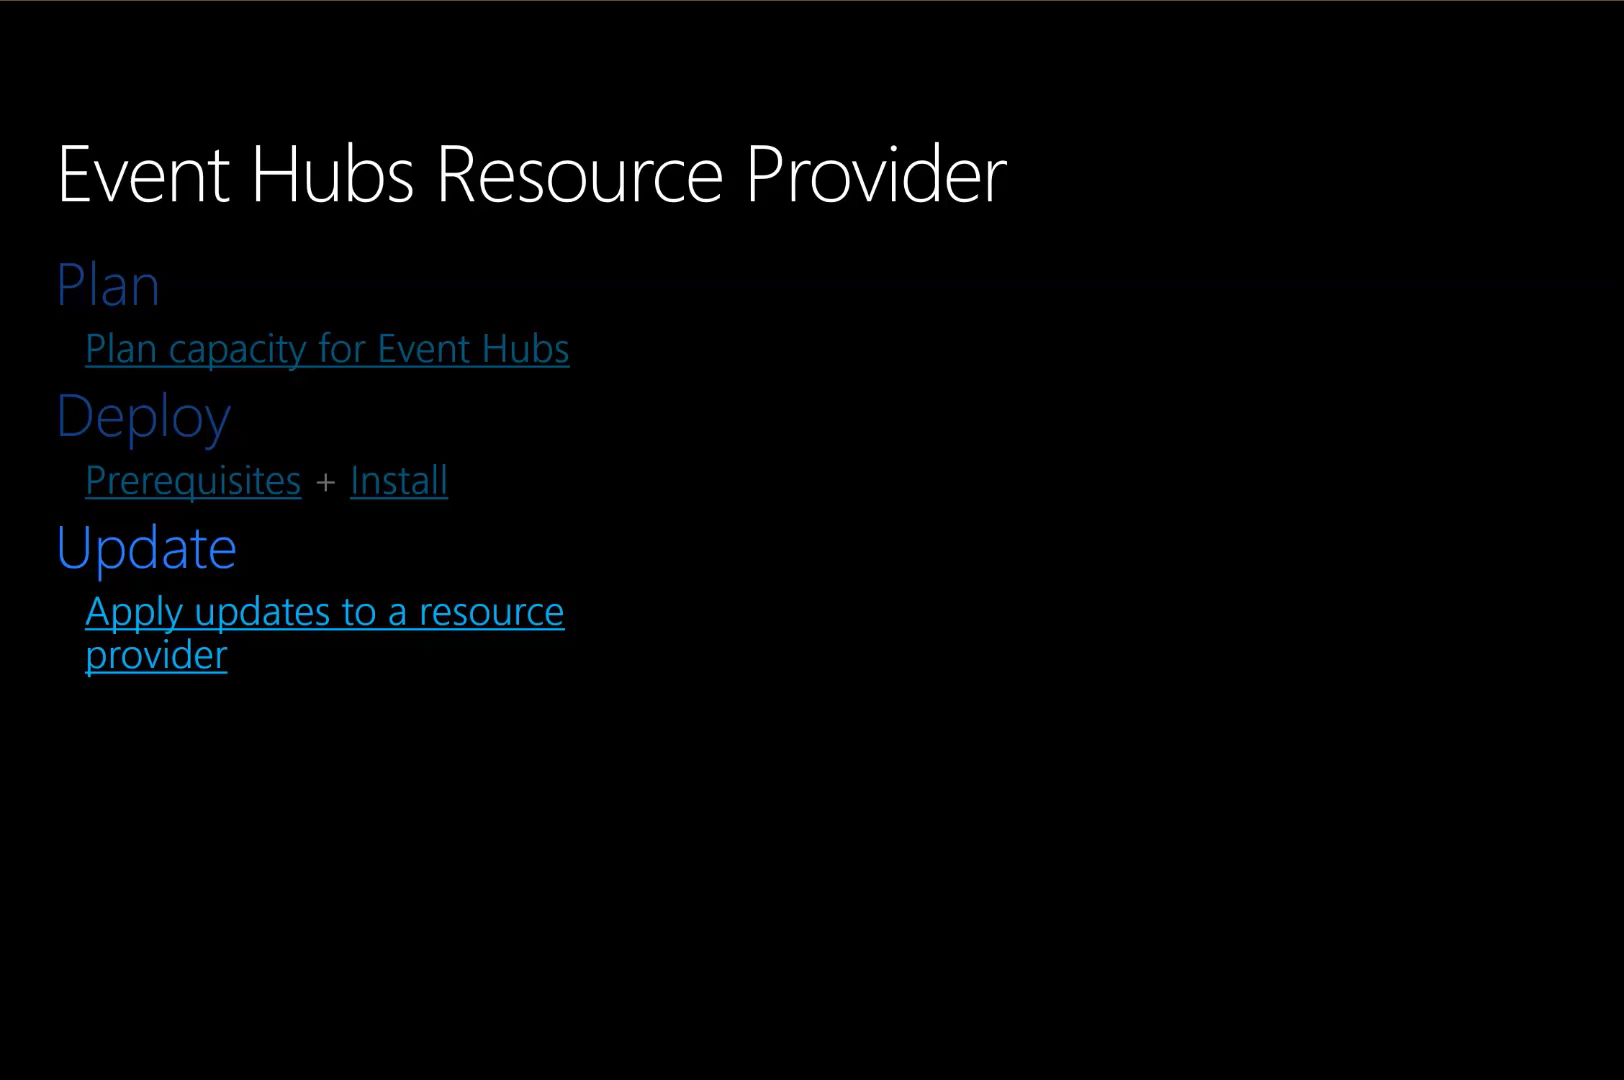 Event Hubs Resource Provider
Plan
Plan capacity for Event Hubs
Deploy
Prerequisites + Install
Update
Apply updates to a resource
provider